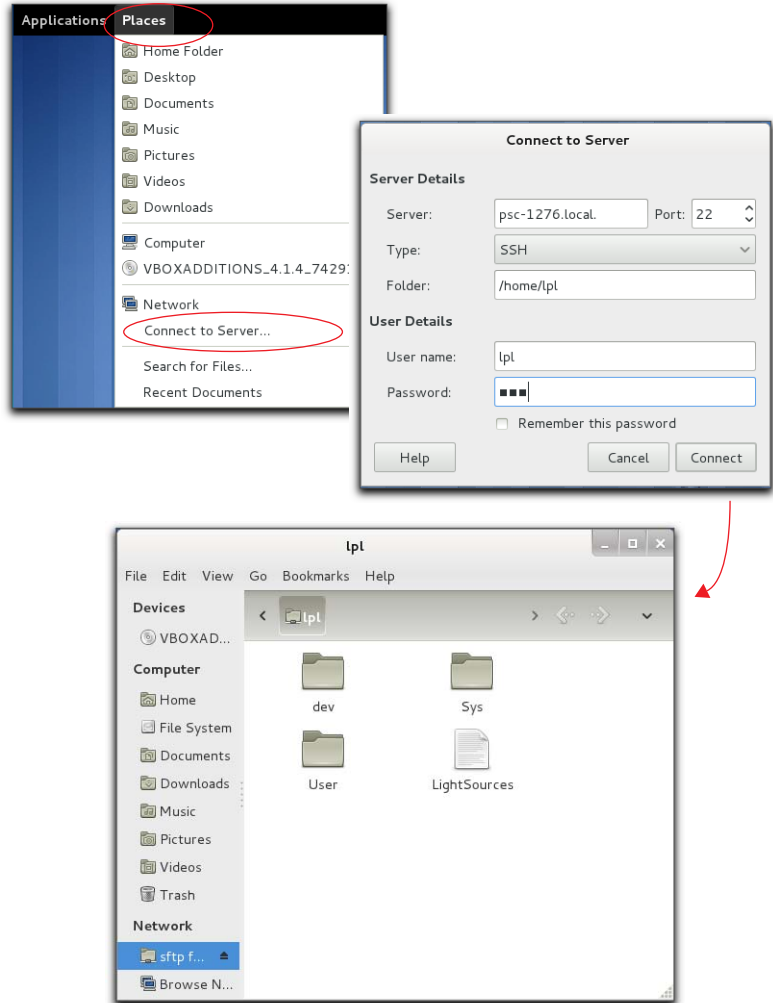 Applications Places
Home Folder
Desktop
Documents
Music
Pictures
Videos
Downloads
Computer
VBOXADDITIONS_4.1.4_7429
Network
Connect to Server...
Search for Files...
Recent Documents
Connect to Server
Server Details
Server: psc-1276.local. Port: 22
Type: SSH
Folder: /home/lpl
User Details
User name: lpl
Password:
Remember this password
Help Cancel Connect
lpl
File Edit View Go Bookmarks Help
Devices
VBOXAD...
Computer
Home
File System
Documents
Downloads
Music
Pictures
Videos
Trash
Network
sftp f...
Browse N...
lpl
dev Sys
User LightSources